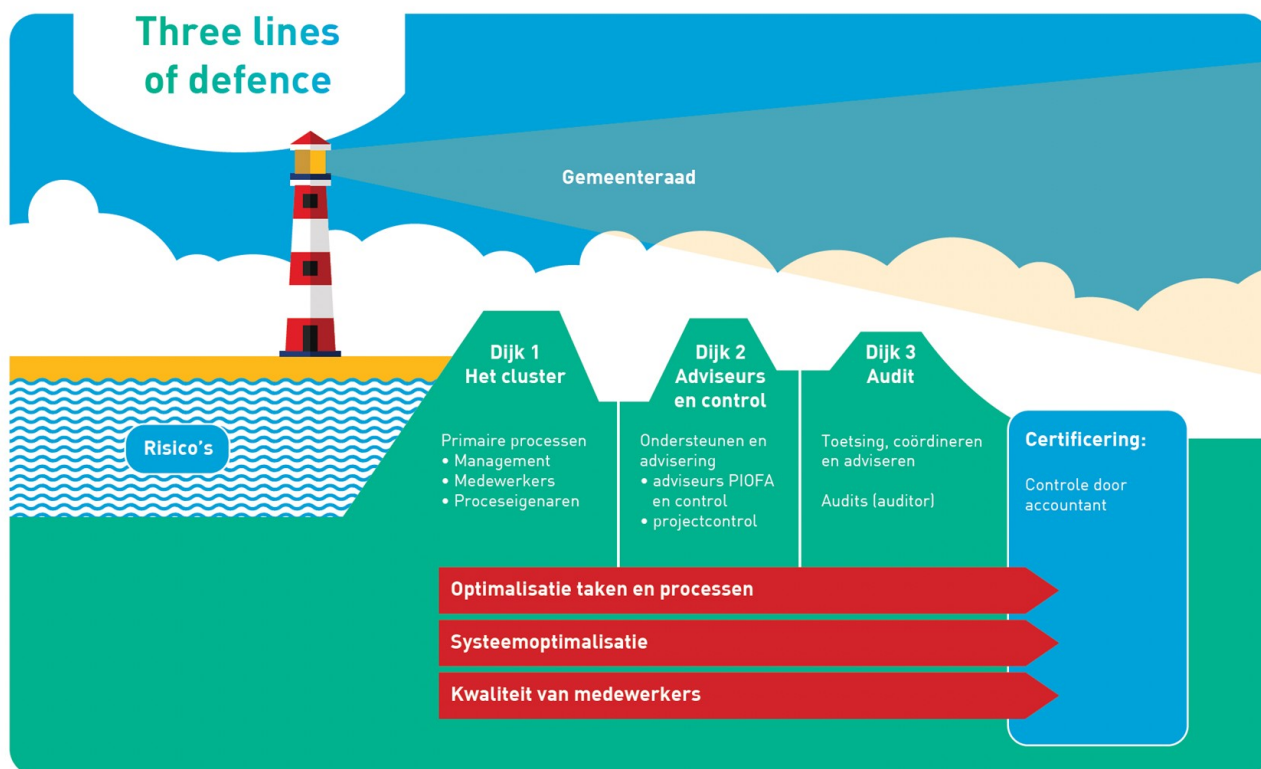 Three lines
of defence
Gemeenteraad
Risico's
Dijk 1
Het cluster
Primaire processen
• Management
• Medewerkers
• Proceseigenaren
Dijk 2
Adviseurs
en control
Ondersteunen en
advisering
• adviseurs PIOFA
en control
• projectcontrol
Dijk 3
Audit
Toetsing, coördineren
en adviseren
Audits (auditor)
Certificering:
Controle door
accountant
Optimalisatie taken en processen
Systeemoptimalisatie
Kwaliteit van medewerkers